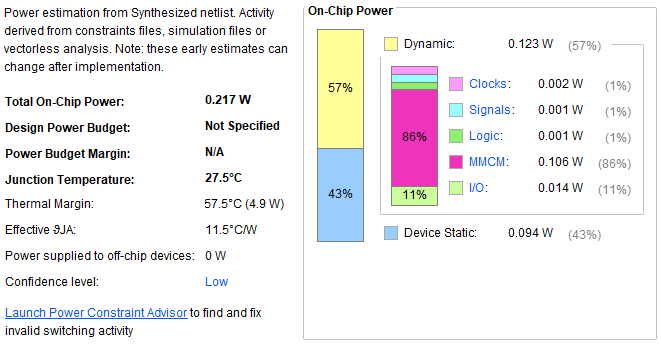 Power estimation from Synthesized netlist. Activity
derived from constraints files, simulation files or
vectorless analysis. Note: these early estimates can
change after implementation.
Total On-Chip Power: 0.217 W
Design Power Budget: Not Specified
Power Budget Margin: N/A
Junction Temperature: 27.5°C
Thermal Margin: 57.5°C (4.9 W)
Effective ϑJA: 11.5°C/W
Power supplied to off-chip devices: 0 W
Confidence level: Low
Launch Power Constraint Advisor to find and fix
invalid switching activity
On-Chip Power
57%
43%
Dynamic: 0.123 W (57%)
86%
11%
Clocks: 0.002 W (1%)
Signals: 0.001 W (1%)
Logic: 0.001 W (1%)
MMCM: 0.106 W (86%)
I/O: 0.014 W (11%)
Device Static: 0.094 W (43%)